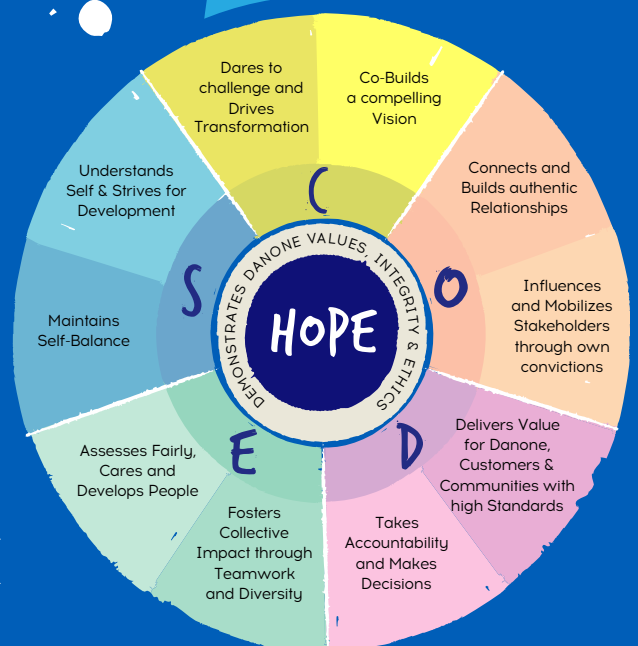 Dares to
challenge and
Drives
Transformation
Co-Builds
a compelling
Vision
C
Connects and
Builds authentic
Relationships
Influences
and Mobilizes
Stakeholders
through own
convictions
O
Delivers Value
for Danone,
Customers &
Communities with
high Standards
Takes
Accountability
and Makes
Decisions
D
Fosters
Collective
Impact through
Teamwork
and Diversity
Assesses Fairly,
Cares and
Develops People
E
Maintains
Self-Balance
Understands
Self & Strives for
Development
S
DEMONSTRATES DANONE VALUES, INTEGRITY & ETHICS
HOPE